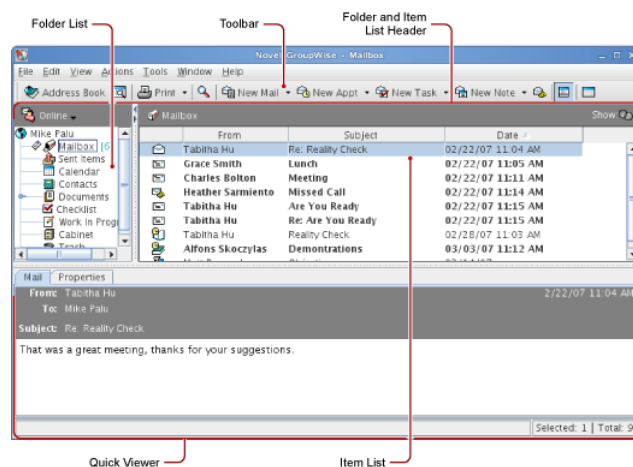 Folder List
Toolbar
Folder and Item
List Header
Novell GroupWise - Mailbox
File Edit View Actions Tools Window Help
Address Book Print New Mail New Appt New Task New Note
Online
Mailbox
Show
Mike Palu
Mailbox [6
Sent Items
Calendar
Contacts
Documents
Checklist
Work In Progr
Cabinet
Trash
From Subject Date
Tabitha Hu Re: Reality Check 02/22/07 11:04 AM
Grace Smith Lunch 02/22/07 11:05 AM
Charles Bolton Meeting 02/22/07 11:11 AM
Heather Sarmiento Missed Call 02/22/07 11:14 AM
Tabitha Hu Are You Ready 02/22/07 11:15 AM
Tabitha Hu Re: Are You Ready 02/22/07 11:15 AM
Tabitha Hu Reality Check 02/28/07 11:03 AM
Alfons Skoczylas Demontrations 03/03/07 11:12 AM
Mail Properties
From: Tabitha Hu 2/22/07 11:04 AM
To: Mike Palu
Subject: Re: Reality Check
That was a great meeting, thanks for your suggestions.
Selected: 1 Total: 9
Quick Viewer
Item List